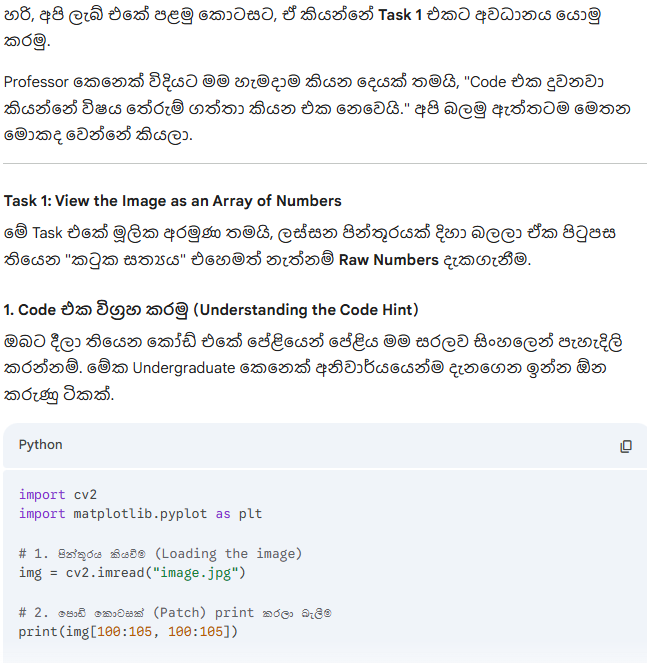 හරි, අපි ලැබ් එකේ පළමු කොටසට, ඒ කියන්නේ Task 1 එකට අවධානය යොමු
කරමු.
Professor කෙනෙක් විදියට මම හැමදාම කියන දෙයක් තමයි, "Code එක දුවනවා
කියන්නේ විෂය තේරුම් ගත්තා කියන එක නෙවෙයි." අපි බලමු ඇත්තටම මෙතන
මොකද වෙන්නේ කියලා.
Task 1: View the Image as an Array of Numbers
මේ Task එකේ මූලික අරමුණ තමයි, ලස්සන පින්තූරයක් දිහා බලලා ඒක පිටුපස
තියෙන "කටුක සත්‍යය" එහෙමත් නැත්නම් Raw Numbers දැකගැනීම.
1. Code එක විග්‍රහ කරමු (Understanding the Code Hint)
ඔබට දීලා තියෙන කෝඩ් එකේ පේළියෙන් පේළිය මම සරලව සිංහලෙන් පැහැදිලි
කරන්නම්. මේක Undergraduate කෙනෙක් අනිවාර්යයෙන්ම දැනගෙන ඉන්න ඕන
කරුණු ටිකක්.
Python
import cv2
import matplotlib.pyplot as plt
# 1. පින්තූරය කියවීම (Loading the image)
img = cv2.imread("image.jpg")
# 2. පොඩි කොටසක් (Patch) print කරලා බැලීම
print(img[100:105, 100:105])